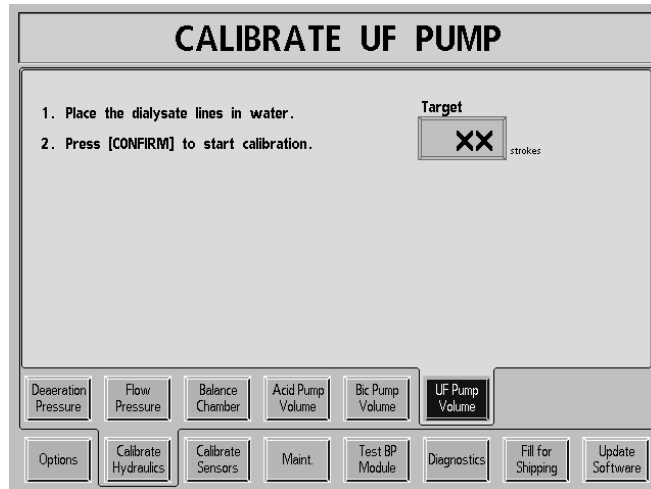 CALIBRATE UF PUMP
1. Place the dialysate lines in water.
2. Press [CONFIRM] to start calibration.
Target
XX
strokes
Deaeration
Pressure
Flow
Pressure
Balance
Chamber
Acid Pump
Volume
Bic Pump
Volume
UF Pump
Volume
Options
Calibrate
Hydraulics
Calibrate
Sensors
Maint.
Test BP
Module
Diagnostics
Fill for
Shipping
Update
Software